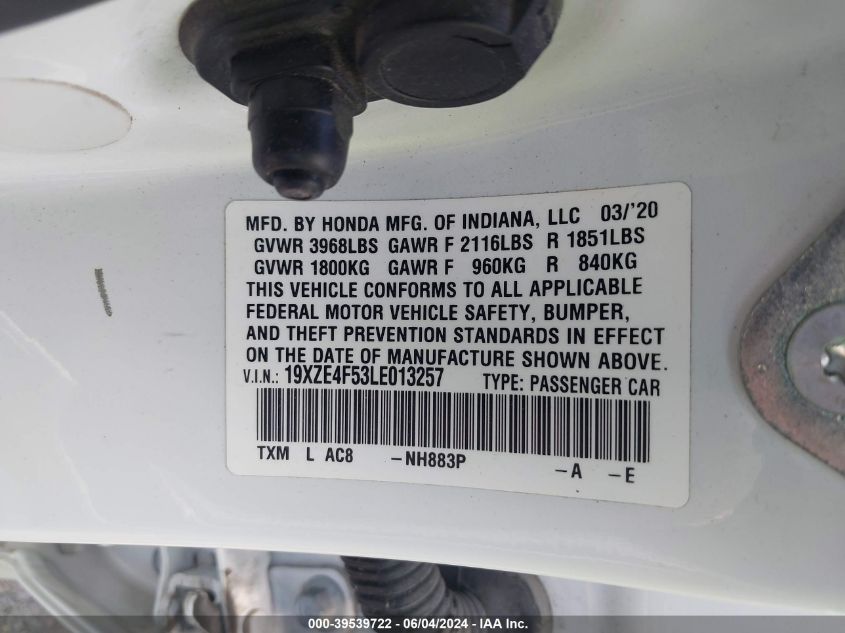 MFD. BY HONDA MFG. OF INDIANA, LLC 03/'20
GVWR 3968LBS GAWR F 2116LBS R 1851LBS
GVWR 1800KG GAWR F 960KG R 840KG
THIS VEHICLE CONFORMS TO ALL APPLICABLE
FEDERAL MOTOR VEHICLE SAFETY, BUMPER,
AND THEFT PREVENTION STANDARDS IN EFFECT
ON THE DATE OF MANUFACTURE SHOWN ABOVE.
V.I.N.: 19XZE4F53LE013257 TYPE: PASSENGER CAR
TXM L AC8 -NH883P -A -E
000-39539722 - 06/04/2024 - IAA Inc.